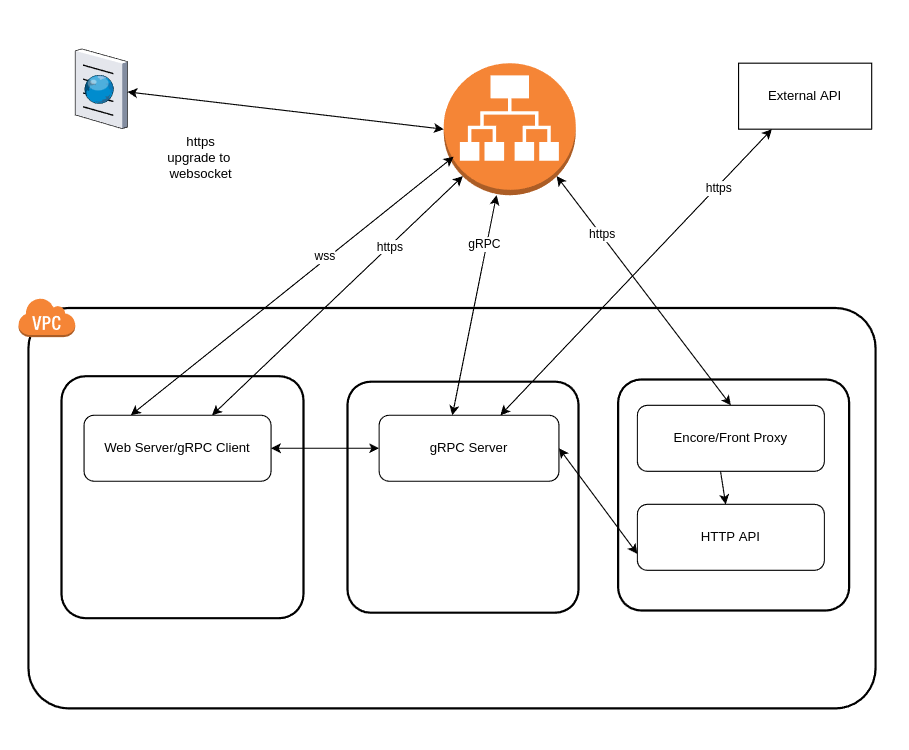 External API
https
upgrade to
websocket
https
https
gRPC
https
wss
VPC
Web Server/gRPC Client
gRPC Server
Encore/Front Proxy
HTTP API